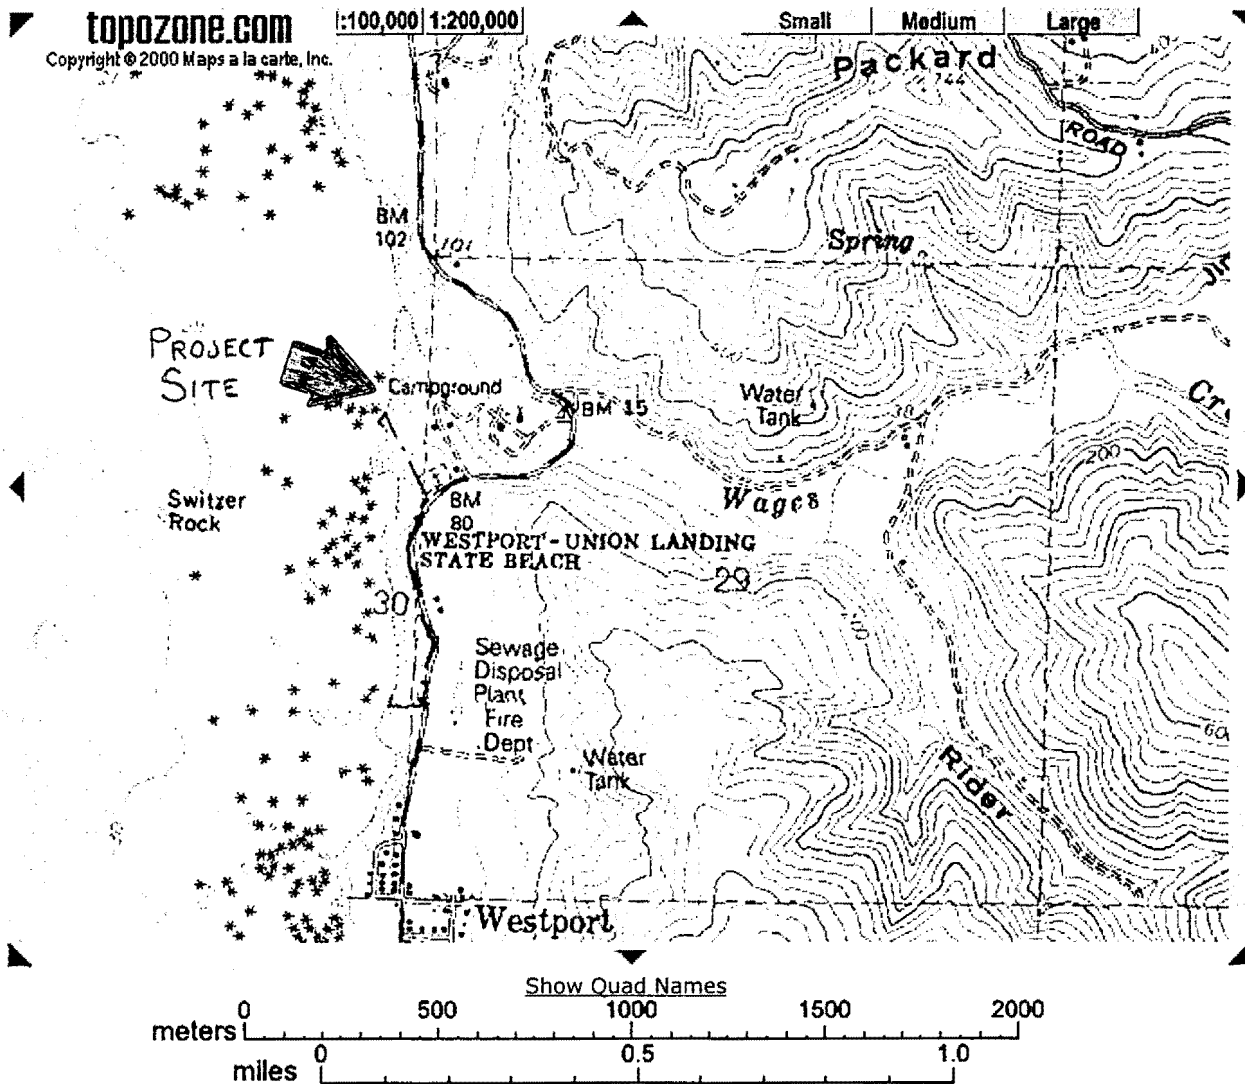 topozone.com
Copyright © 2000 Maps a la carte, Inc.
1:100,000 1:200,000
Small Medium Large
Packard
744
ROAD
BM
102
101
Spring
PROJECT
SITE
Campground
BM 15
Water
Tank
200
Switzer
Rock
BM
80
Wages
WESTPORT-UNION LANDING
STATE BEACH
29
30
Sewage
Disposal
Plant
Fire
Dept
Water
Tank
Rider
Westport
Show Quad Names
0 500 1000 1500 2000
meters
0 0.5 1.0
miles